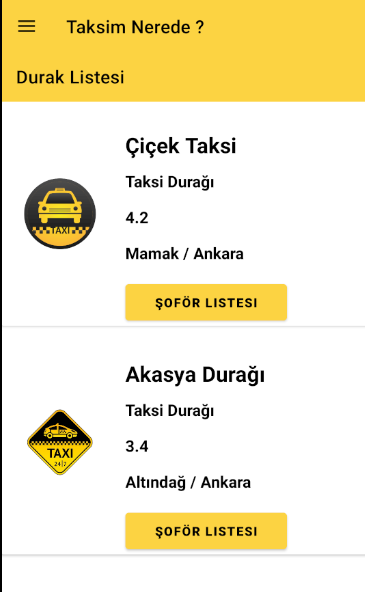 Taksim Nerede ?
Durak Listesi
Çiçek Taksi
Taksi Durağı
4.2
TAXI
Mamak / Ankara
ŞOFÖR LISTESI
Akasya Durağı
Taksi Durağı
3.4
TAXI
24|7
Altındağ / Ankara
ŞOFÖR LISTESI